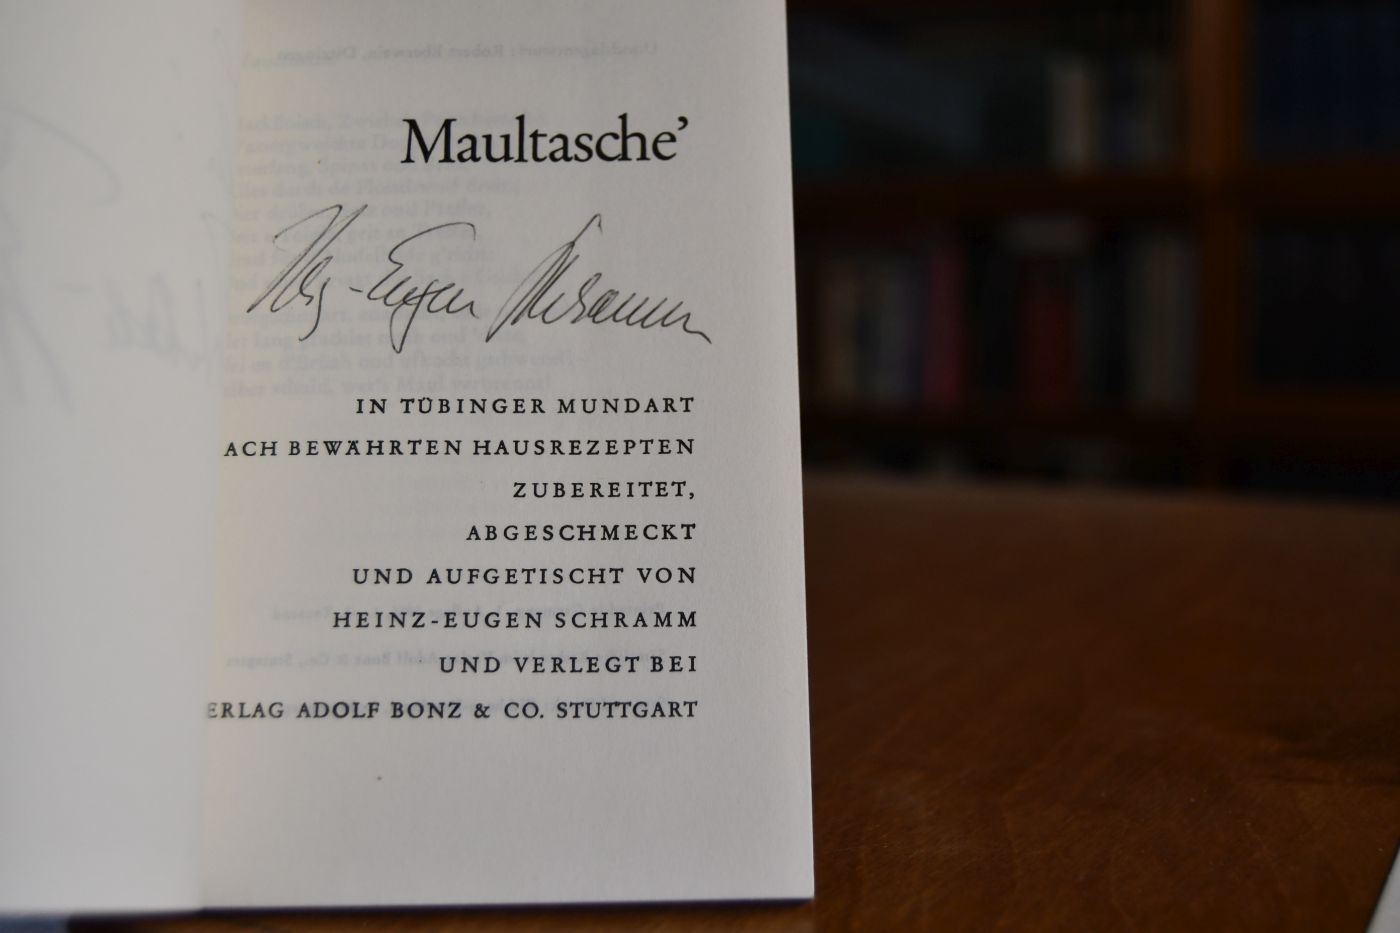 Maultasche’
Heinz-Eugen Schramm
IN TÜBINGER MUNDART
ACH BEWÄHRTEN HAUSREZEPTEN
ZUBEREITET,
ABGESCHMECKT
UND AUFGETISCHT VON
HEINZ-EUGEN SCHRAMM
UND VERLEGT BEI
ERLAG ADOLF BONZ & CO. STUTTGART